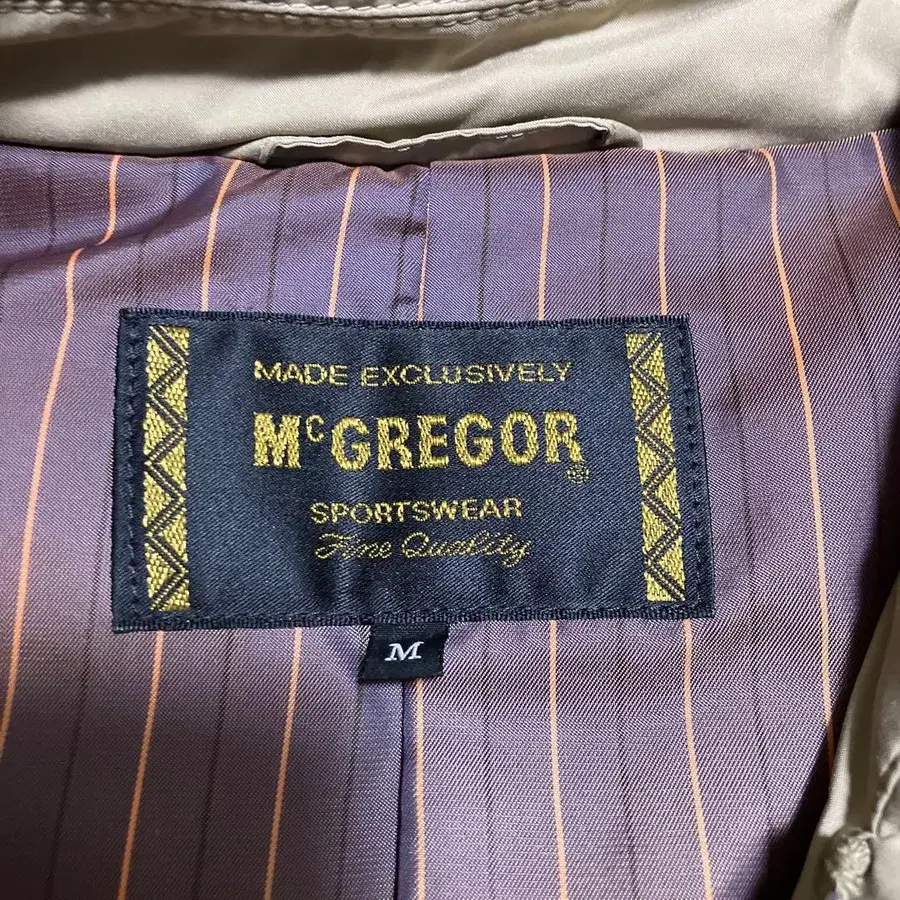 MADE EXCLUSIVELY
McGREGOR®
SPORTSWEAR
Fine Quality
M